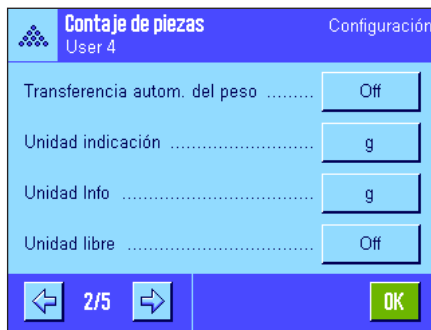 Contaje de piezas
Configuración
User 4
Transferencia autom. del peso ......... Off
Unidad indicación ........................... g
Unidad Info .................................... g
Unidad libre ................................... Off
2/5
OK